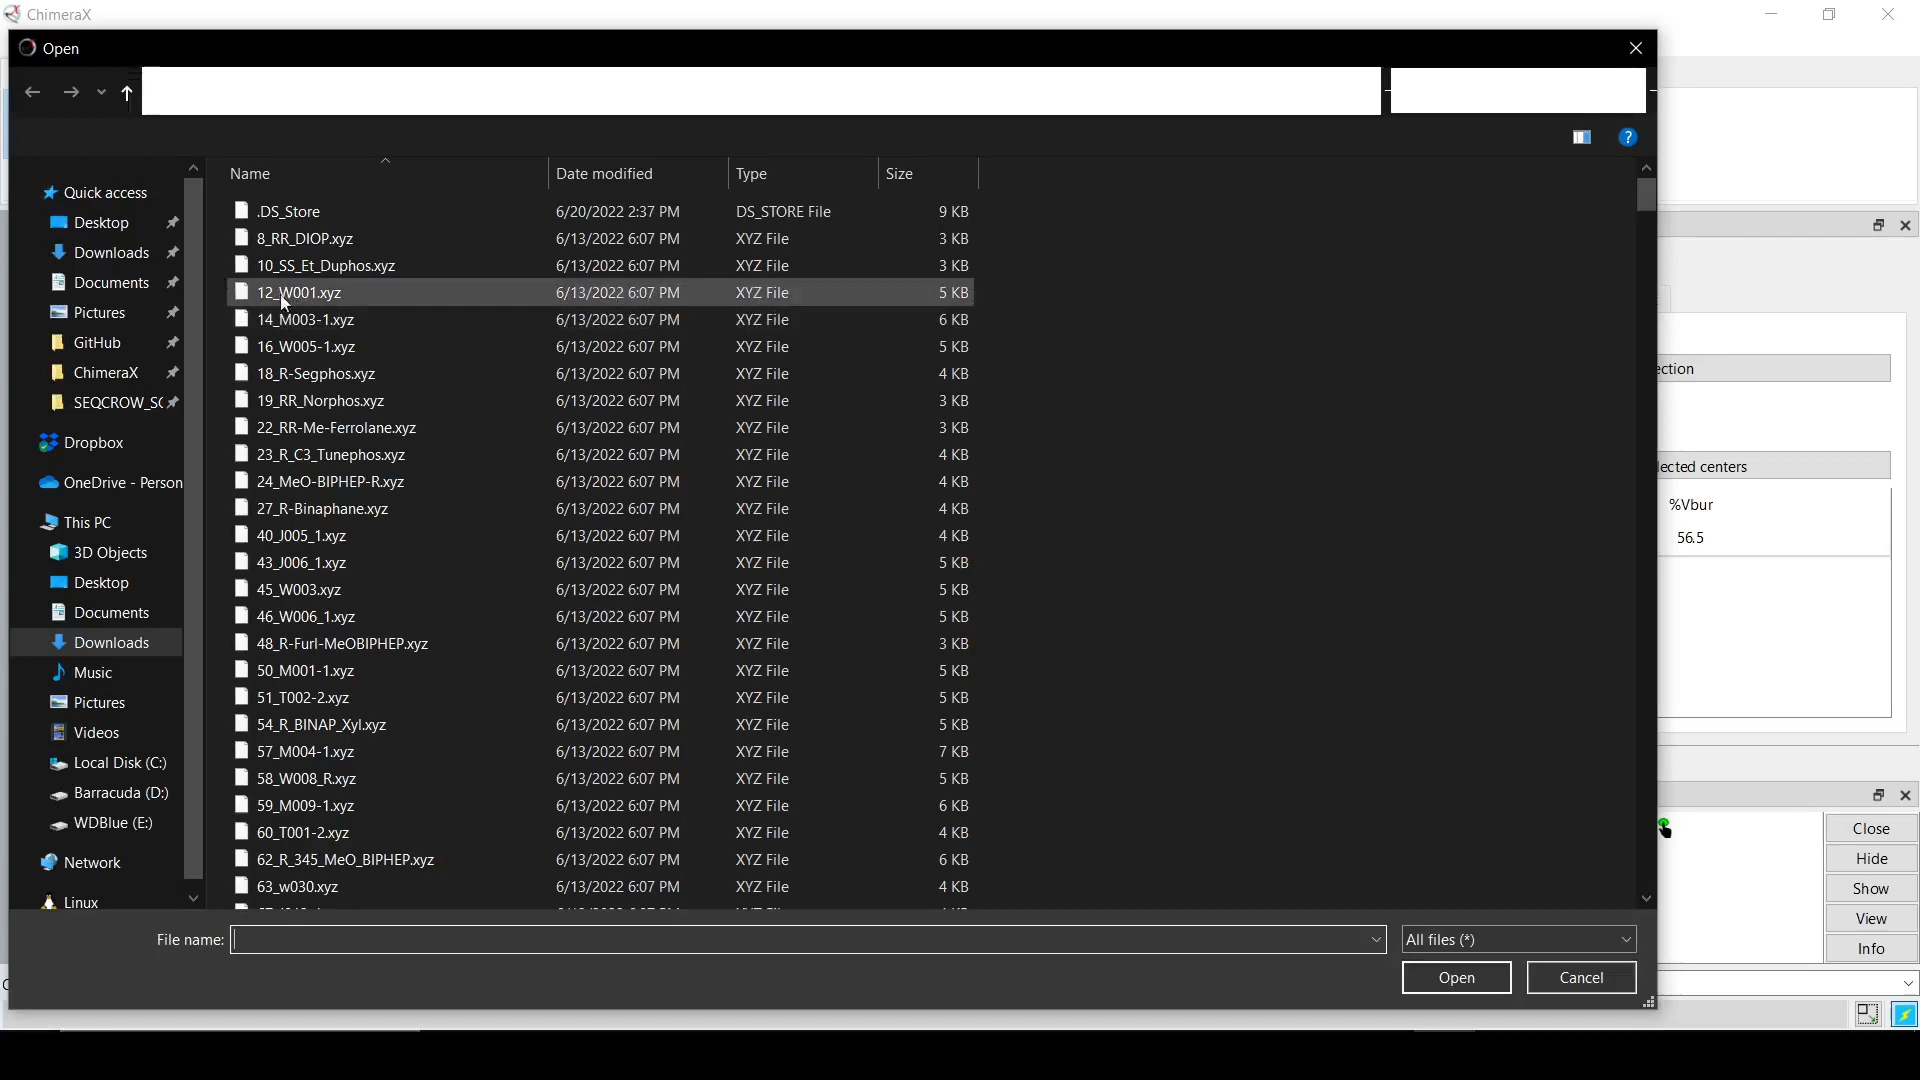 ChimeraX
Open
Name Date modified Type Size
Quick access
Desktop
Downloads
Documents
Pictures
GitHub
ChimeraX
SEQCROW_SC
Dropbox
OneDrive - Person
This PC
3D Objects
Desktop
Documents
Downloads
Music
Pictures
Videos
Local Disk (C:)
Barracuda (D:)
WDBlue (E:)
Network
Linux
.DS_Store 6/20/2022 2:37 PM DS_STORE File 9 KB
8_RR_DIOP.xyz 6/13/2022 6:07 PM XYZ File 3 KB
10_SS_Et_Duphos.xyz 6/13/2022 6:07 PM XYZ File 3 KB
12_W001.xyz 6/13/2022 6:07 PM XYZ File 5 KB
14_M003-1.xyz 6/13/2022 6:07 PM XYZ File 6 KB
16_W005-1.xyz 6/13/2022 6:07 PM XYZ File 5 KB
18_R-Segphos.xyz 6/13/2022 6:07 PM XYZ File 4 KB
19_RR_Norphos.xyz 6/13/2022 6:07 PM XYZ File 3 KB
22_RR-Me-Ferrolane.xyz 6/13/2022 6:07 PM XYZ File 3 KB
23_R_C3_Tunephos.xyz 6/13/2022 6:07 PM XYZ File 4 KB
24_MeO-BIPHEP-R.xyz 6/13/2022 6:07 PM XYZ File 4 KB
27_R-Binaphane.xyz 6/13/2022 6:07 PM XYZ File 4 KB
40_J005_1.xyz 6/13/2022 6:07 PM XYZ File 4 KB
43_J006_1.xyz 6/13/2022 6:07 PM XYZ File 5 KB
45_W003.xyz 6/13/2022 6:07 PM XYZ File 5 KB
46_W006_1.xyz 6/13/2022 6:07 PM XYZ File 5 KB
48_R-Furl-MeOBIPHEP.xyz 6/13/2022 6:07 PM XYZ File 3 KB
50_M001-1.xyz 6/13/2022 6:07 PM XYZ File 5 KB
51_T002-2.xyz 6/13/2022 6:07 PM XYZ File 5 KB
54_R_BINAP_Xyl.xyz 6/13/2022 6:07 PM XYZ File 5 KB
57_M004-1.xyz 6/13/2022 6:07 PM XYZ File 7 KB
58_W008_R.xyz 6/13/2022 6:07 PM XYZ File 5 KB
59_M009-1.xyz 6/13/2022 6:07 PM XYZ File 6 KB
60_T001-2.xyz 6/13/2022 6:07 PM XYZ File 4 KB
62_R_345_MeO_BIPHEP.xyz 6/13/2022 6:07 PM XYZ File 6 KB
63_w030.xyz 6/13/2022 6:07 PM XYZ File 4 KB
File name: All files (*)
Open Cancel
ection
lected centers
%Vbur
56.5
Close
Hide
Show
View
Info